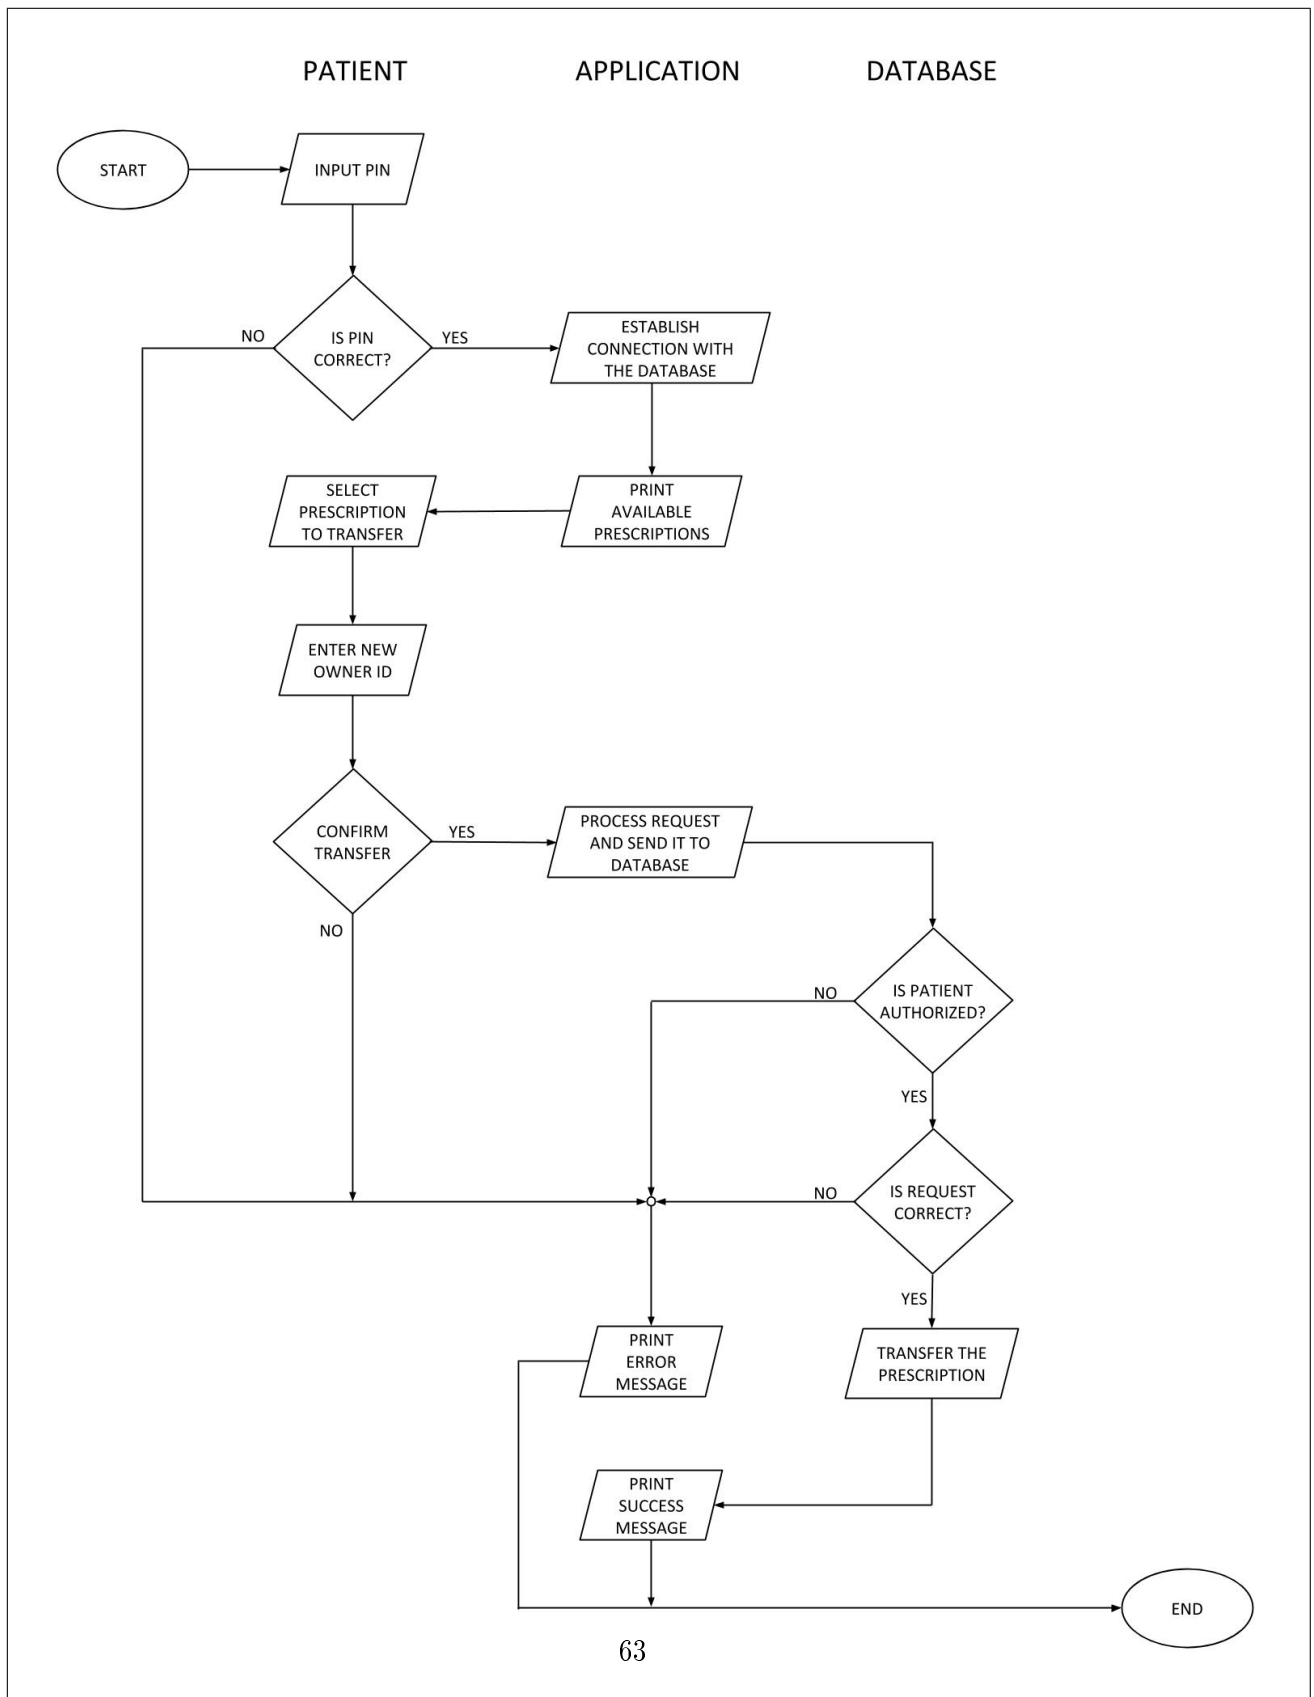 PATIENT
APPLICATION
DATABASE
START
INPUT PIN
IS PIN
CORRECT?
NO
YES
ESTABLISH
CONNECTION WITH
THE DATABASE
PRINT
AVAILABLE
PRESCRIPTIONS
SELECT
PRESCRIPTION
TO TRANSFER
ENTER NEW
OWNER ID
CONFIRM
TRANSFER
YES
NO
PROCESS REQUEST
AND SEND IT TO
DATABASE
IS PATIENT
AUTHORIZED?
NO
YES
IS REQUEST
CORRECT?
NO
YES
PRINT
ERROR
MESSAGE
TRANSFER THE
PRESCRIPTION
PRINT
SUCCESS
MESSAGE
END
63